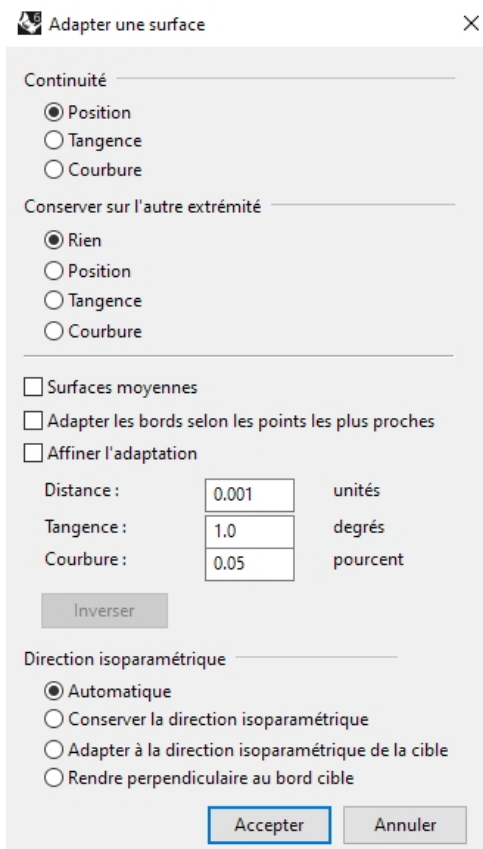 Adapter une surface
Continuité
Position
Tangence
Courbure
Conserver sur l'autre extrémité
Rien
Position
Tangence
Courbure
Surfaces moyennes
Adapter les bords selon les points les plus proches
Affiner l'adaptation
Distance : 0.001 unités
Tangence : 1.0 degrés
Courbure : 0.05 pourcent
Inverser
Direction isoparamétrique
Automatique
Conserver la direction isoparamétrique
Adapter à la direction isoparamétrique de la cible
Rendre perpendiculaire au bord cible
Accepter Annuler